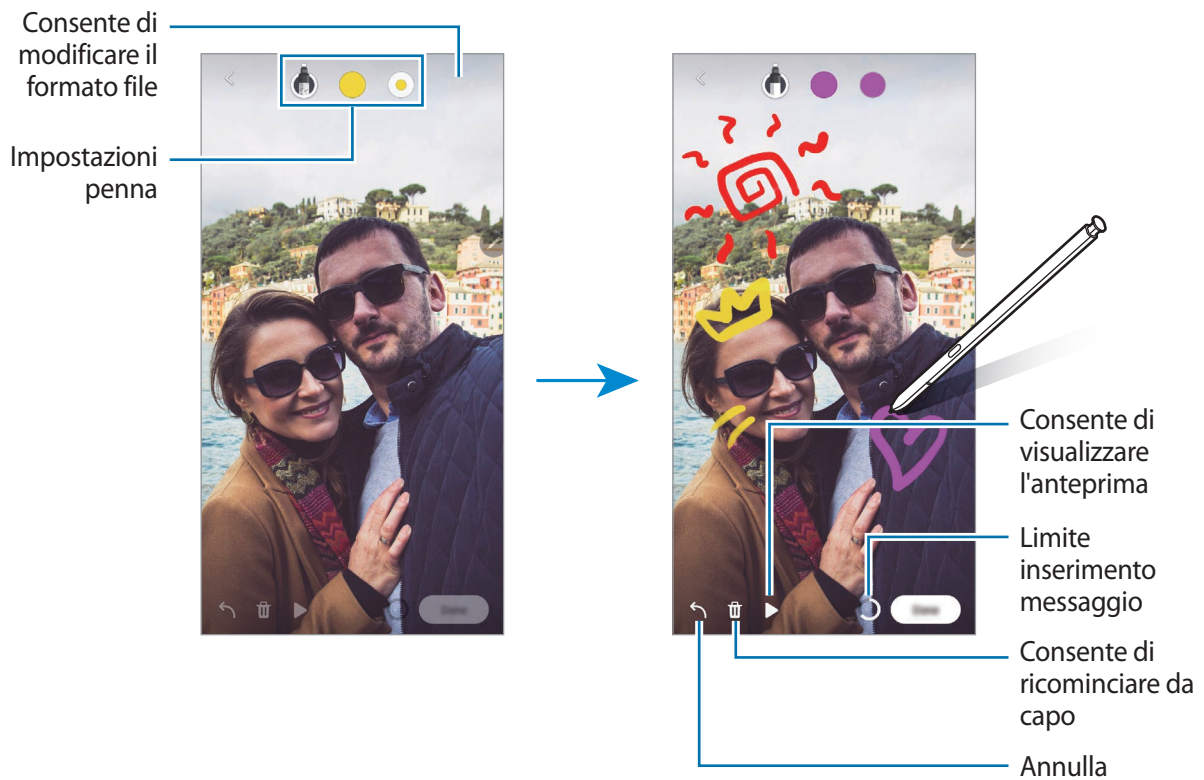 Consente di
modificare il
formato file
Impostazioni
penna
Consente di
visualizzare
l'anteprima
Limite
inserimento
messaggio
Consente di
ricominciare da
capo
Annulla